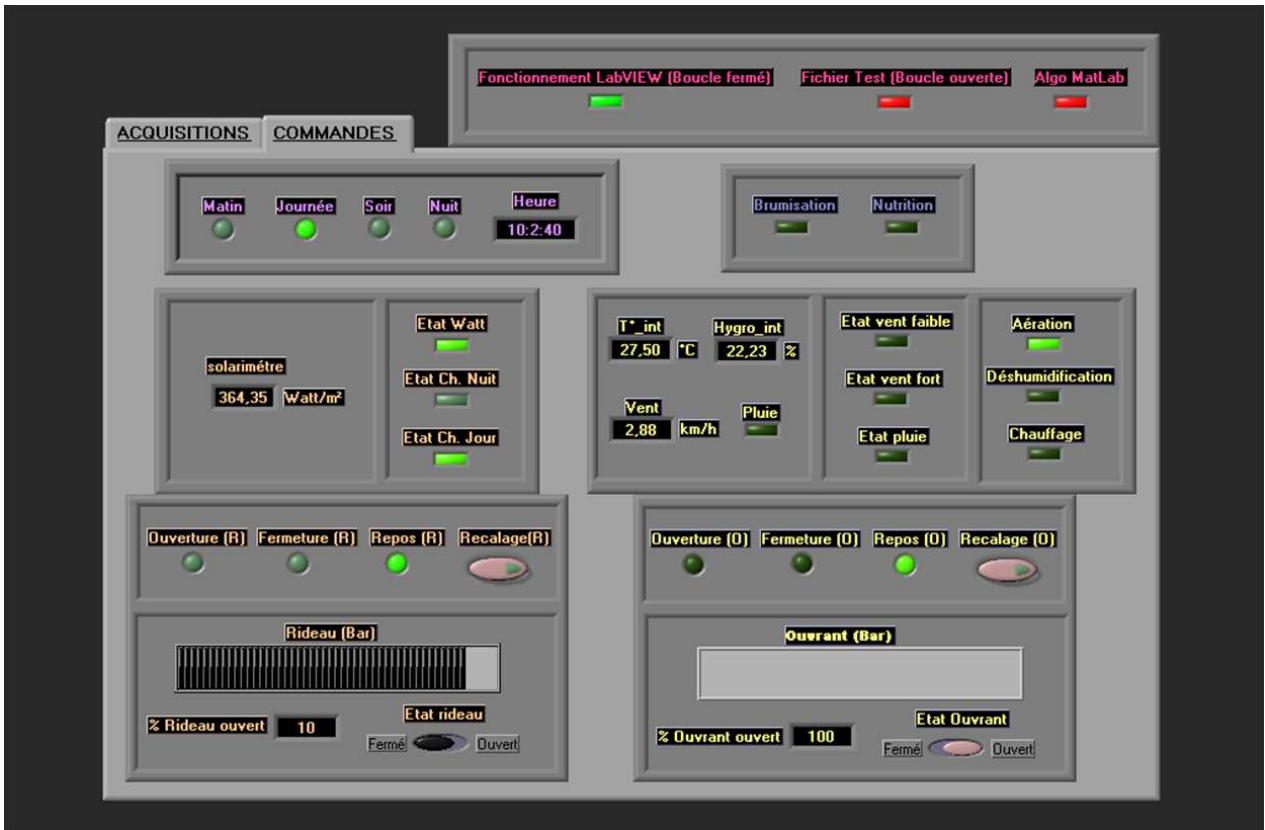 Fonctionnement LabVIEW (Boucle fermé) Fichier Test (Boucle ouverte) Algo MatLab
ACQUISITIONS COMMANDES
Matin Journée Soir Nuit Heure
10:2:40
Brumisation Nutrition
solarimétre
364,35 Watt/m²
Etat Watt
Etat Ch. Nuit
Etat Ch. Jour
T°_int Hygro_int
27,50 °C 22,23 %
Vent Pluie
2,88 km/h
Etat vent faible
Etat vent fort
Etat pluie
Aération
Déshumidification
Chauffage
Ouverture (R) Fermeture (R) Repos (R) Recalage(R)
Rideau (Bar)
% Rideau ouvert 10
Etat rideau
Fermé Ouvert
Ouverture (O) Fermeture (O) Repos (O) Recalage (O)
Ouvrant (Bar)
% Ouvrant ouvert 100
Etat Ouvrant
Fermé Ouvert